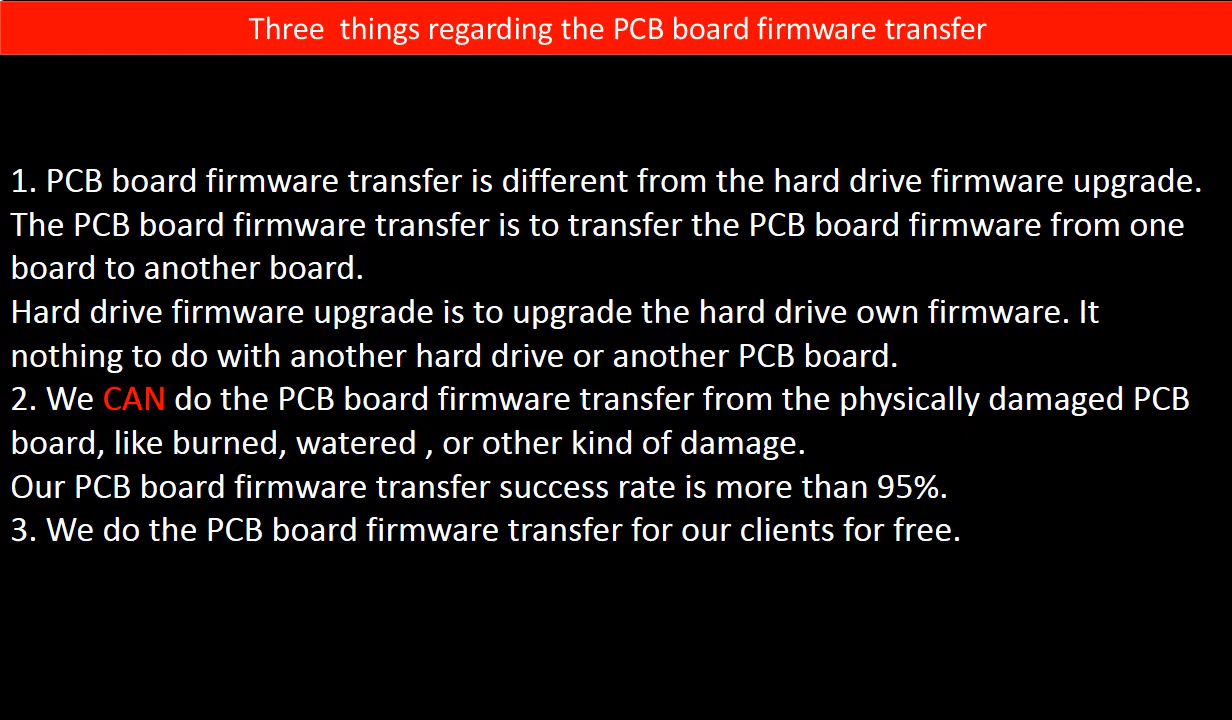 Three  things regarding the PCB board firmware transfer
1. PCB board firmware transfer is different from the hard drive firmware upgrade.
The PCB board firmware transfer is to transfer the PCB board firmware from one
board to another board.
Hard drive firmware upgrade is to upgrade the hard drive own firmware. It
nothing to do with another hard drive or another PCB board.
2. We CAN do the PCB board firmware transfer from the physically damaged PCB
board, like burned, watered , or other kind of damage.
Our PCB board firmware transfer success rate is more than 95%.
3. We do the PCB board firmware transfer for our clients for free.